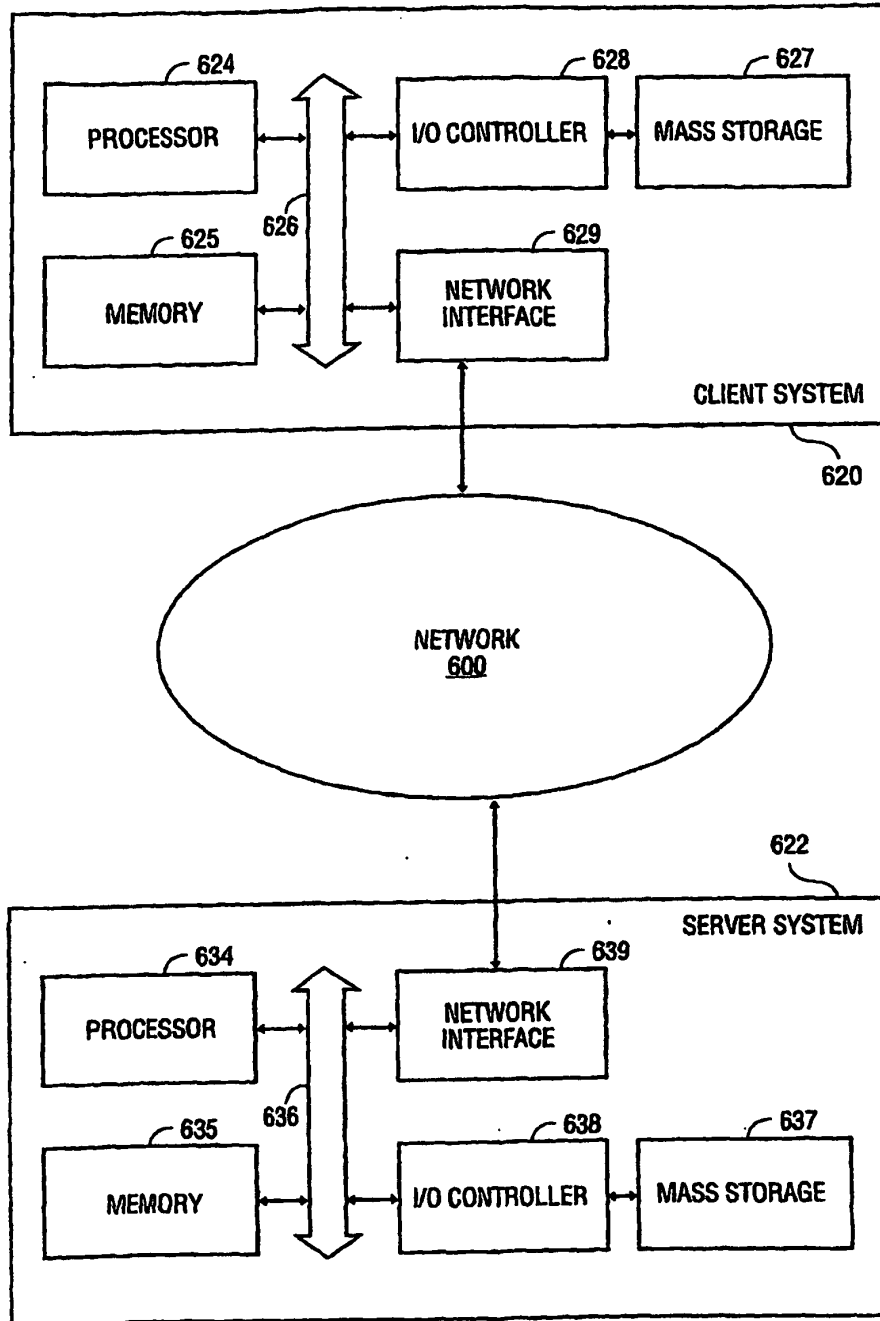 624
628
627
PROCESSOR
I/O CONTROLLER
MASS STORAGE
626
625
629
MEMORY
NETWORK
INTERFACE
CLIENT SYSTEM
620
NETWORK
600
622
SERVER SYSTEM
634
639
PROCESSOR
NETWORK
INTERFACE
636
635
638
637
MEMORY
I/O CONTROLLER
MASS STORAGE